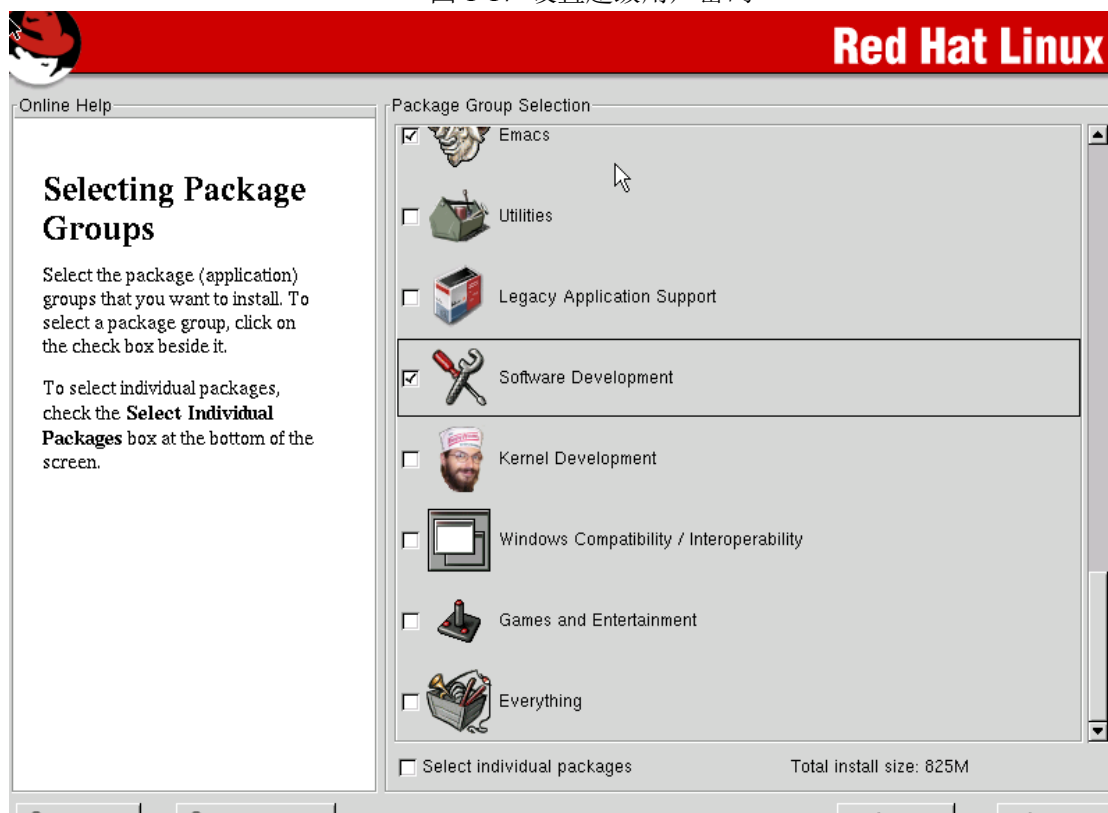 Red Hat Linux
Online Help
Selecting Package
Groups
Select the package (application)
groups that you want to install. To
select a package group, click on
the check box beside it.
To select individual packages,
check the Select Individual
Packages box at the bottom of the
screen.
Package Group Selection
Emacs
Utilities
Legacy Application Support
Software Development
Kernel Development
Windows Compatibility / Interoperability
Games and Entertainment
Everything
Select individual packages
Total install size: 825M